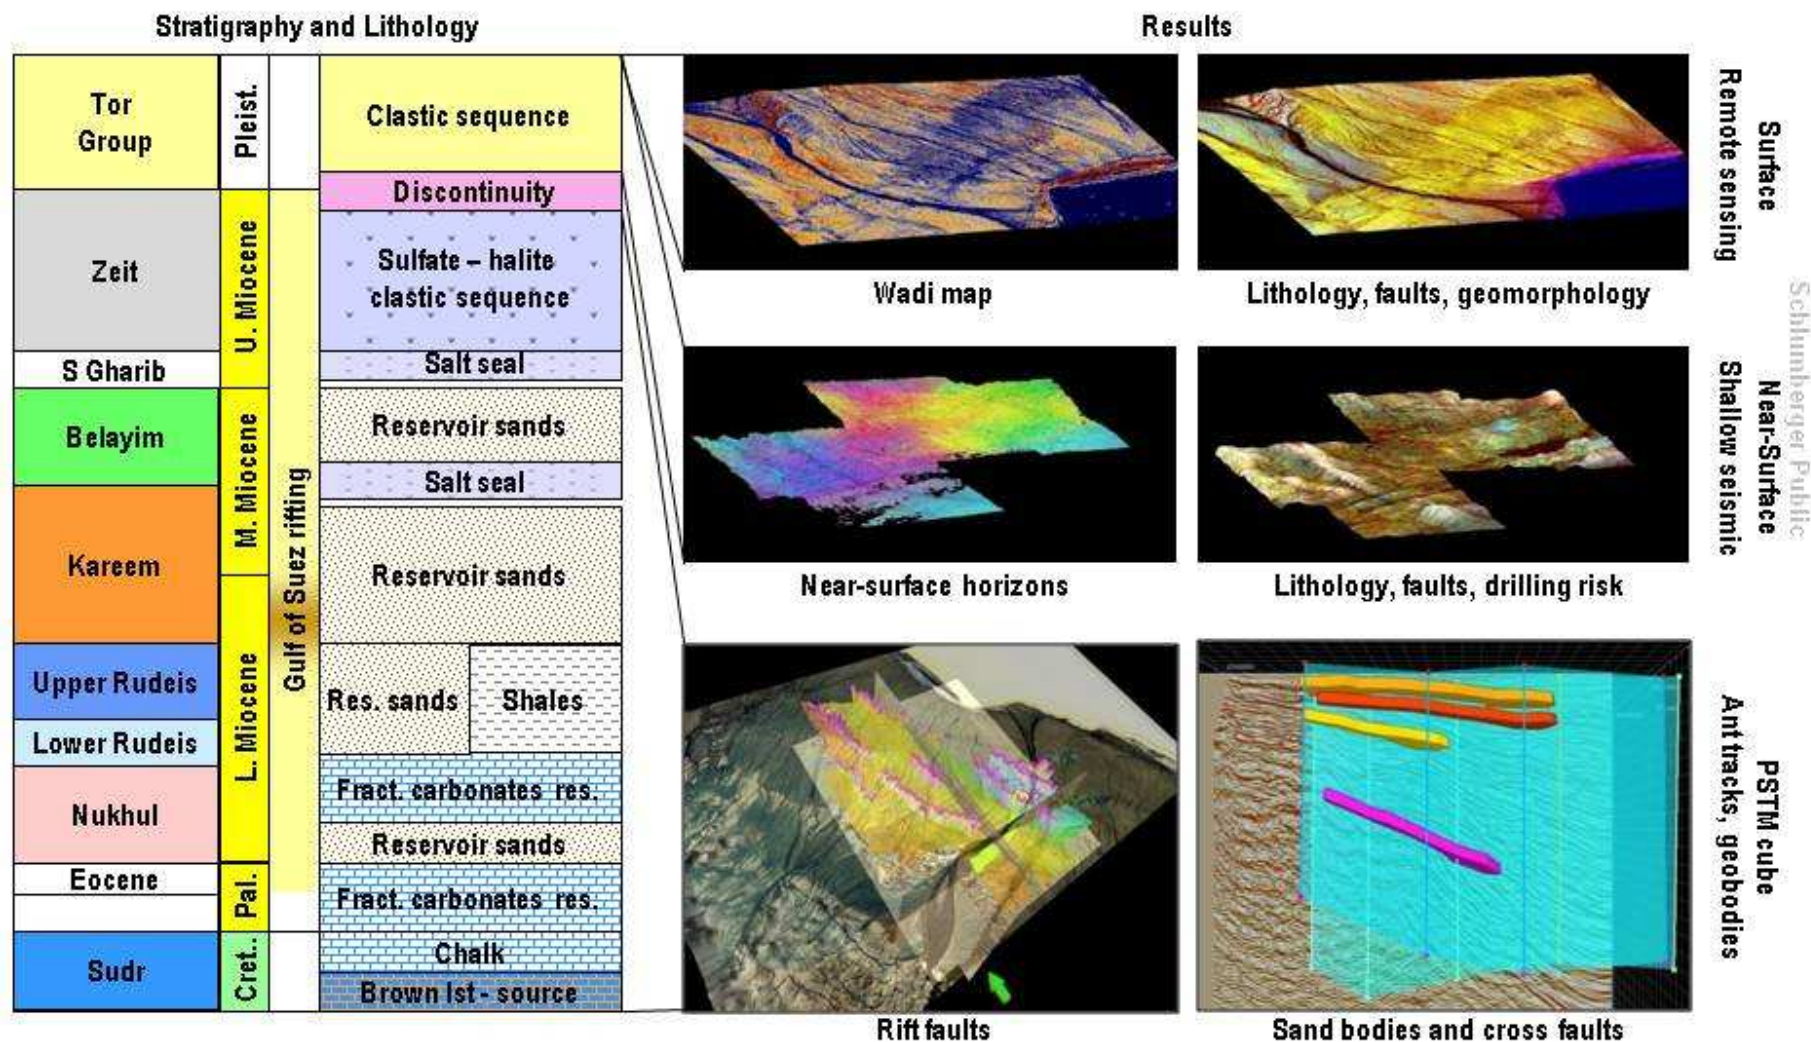 Stratigraphy and Lithology
Results
Tor
Group
Zeit
S Gharib
Belayim
Kareem
Upper Rudeis
Lower Rudeis
Nukhul
Eocene
Sudr
Pleist.
U. Miocene
M. Miocene
L. Miocene
Pal.
Cret..
Gulf of Suez rifting
Clastic sequence
Discontinuity
Sulfate – halite
clastic sequence
Salt seal
Reservoir sands
Salt seal
Reservoir sands
Res. sands
Shales
Fract. carbonates res.
Reservoir sands
Fract. carbonates res.
Chalk
Brown lst - source
Wadi map
Lithology, faults, geomorphology
Surface
Remote sensing
Near-surface horizons
Lithology, faults, drilling risk
Near-Surface
Shallow seismic
Rift faults
Sand bodies and cross faults
PSTM cube
Ant tracks, geobodies
Schlumberger Public